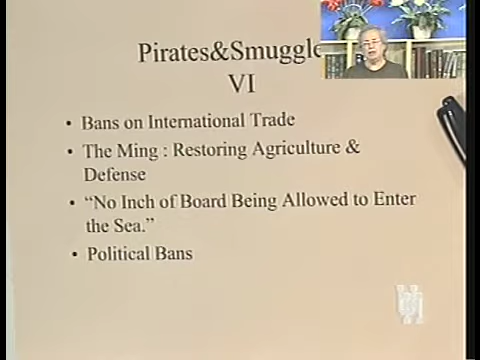 Pirates&Smuggle
VI
• Bans on International Trade
• The Ming : Restoring Agriculture &
Defense
• “No Inch of Board Being Allowed to Enter
the Sea.”
• Political Bans